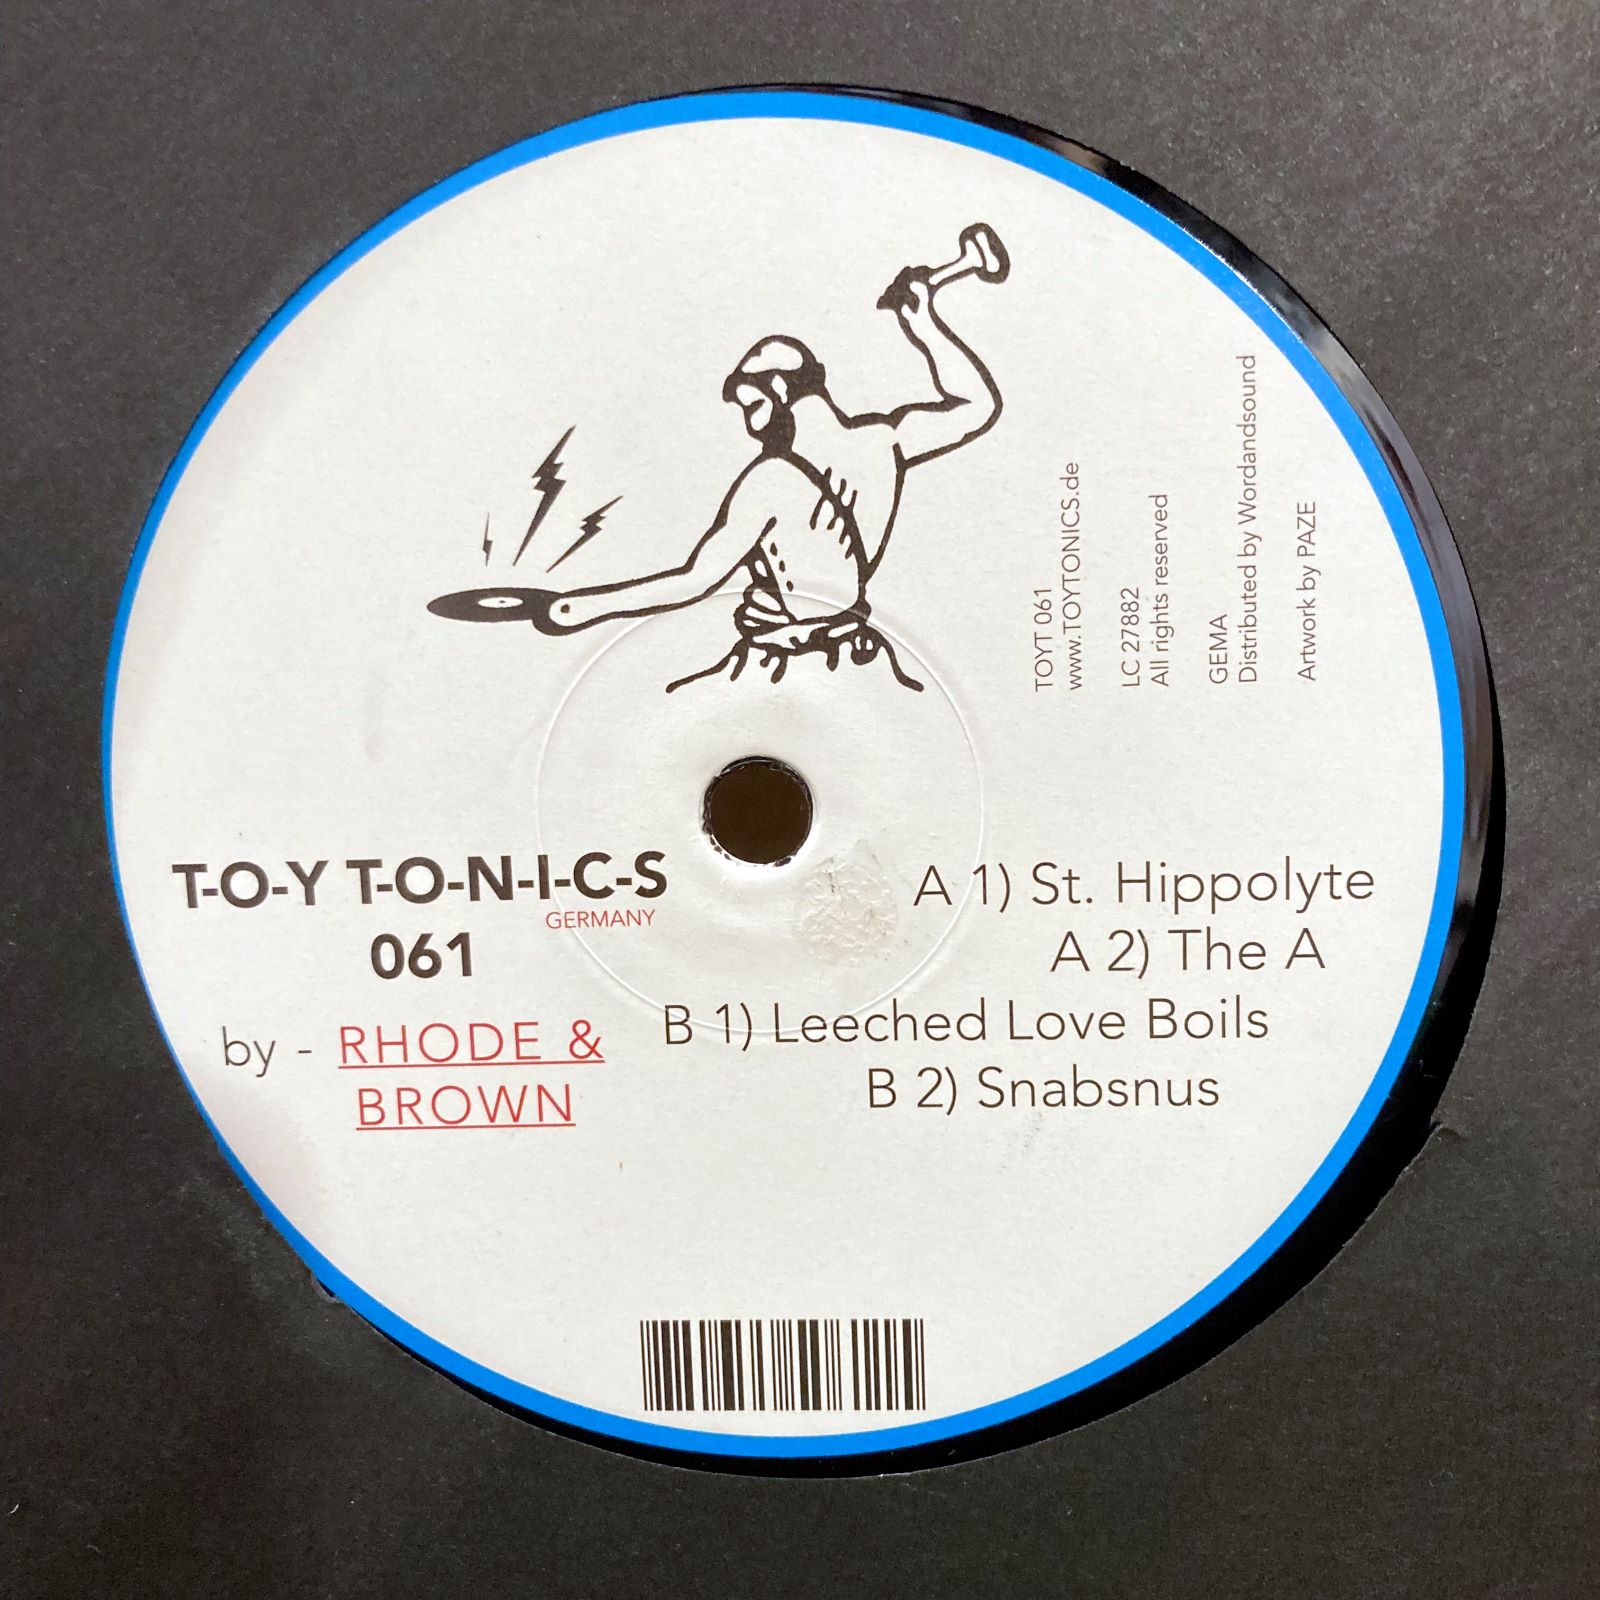 TOYT 061
www.TOYTONICS.de
LC 27882
All rights reserved
GEMA
Distributed by Wordandsound
Artwork by PAZE
T-O-Y T-O-N-I-C-S
GERMANY
061
by - RHODE &
BROWN
A 1) St. Hippolyte
A 2) The A
B 1) Leeched Love Boils
B 2) Snabsnus